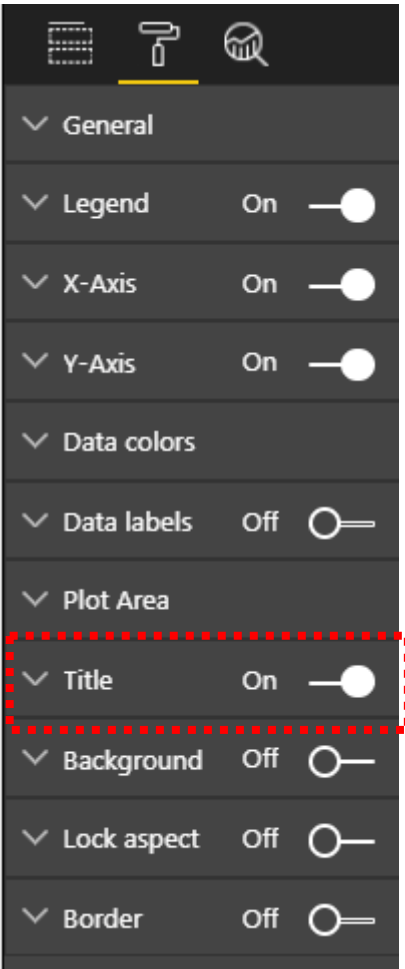 General
Legend On
X-Axis On
Y-Axis On
Data colors
Data labels Off
Plot Area
Title On
Background Off
Lock aspect Off
Border Off